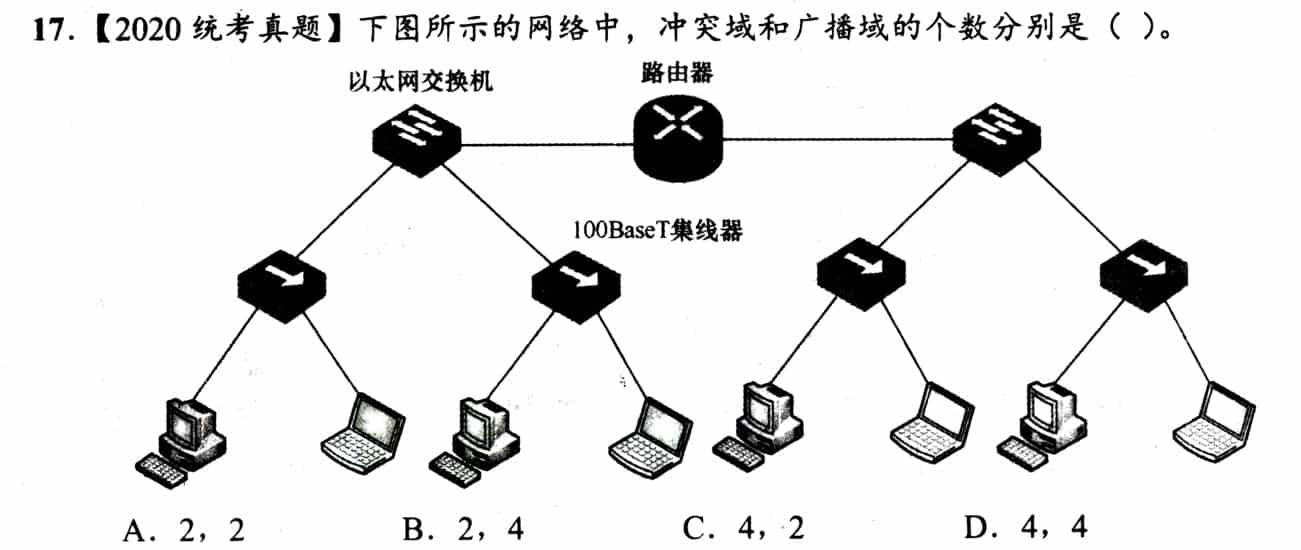 17.【2020 统考真题】下图所示的网络中，冲突域和广播域的个数分别是（ ）。
以太网交换机
路由器
100BaseT集线器
A. 2，2 B. 2，4 C. 4，2 D. 4，4